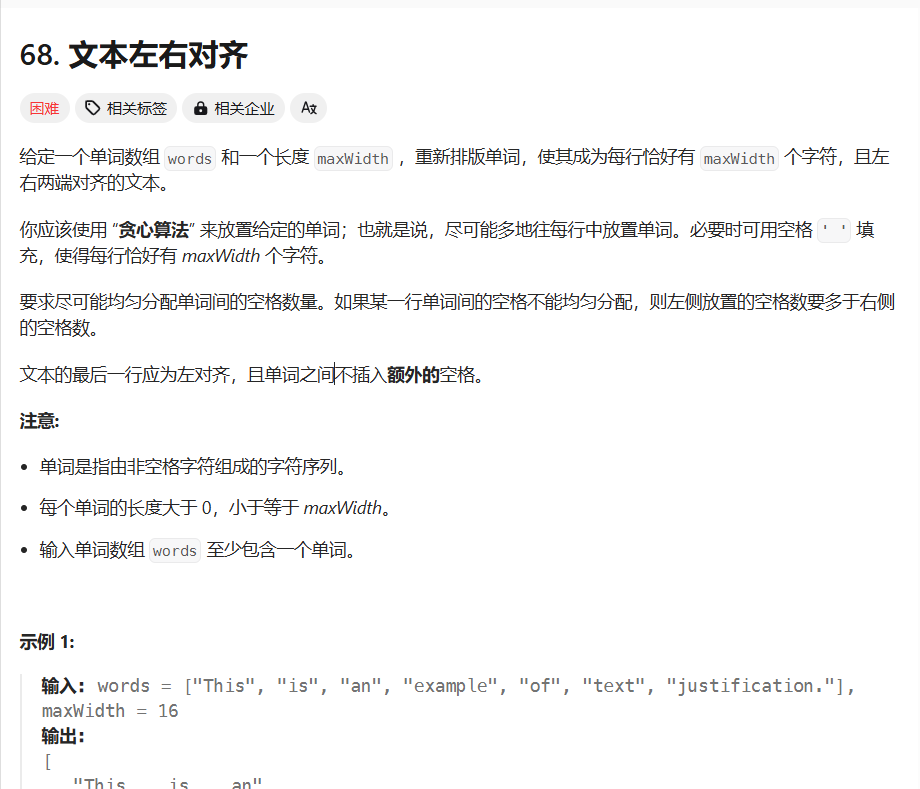 68. 文本左右对齐
困难 相关标签 相关企业 Aあ
给定一个单词数组 words 和一个长度 maxWidth ，重新排版单词，使其成为每行恰好有 maxWidth 个字符，且左
右两端对齐的文本。
你应该使用 “贪心算法” 来放置给定的单词；也就是说，尽可能多地往每行中放置单词。必要时可用空格 ' ' 填
充，使得每行恰好有 maxWidth 个字符。
要求尽可能均匀分配单词间的空格数量。如果某一行单词间的空格不能均匀分配，则左侧放置的空格数要多于右侧
的空格数。
文本的最后一行应为左对齐，且单词之间不插入额外的空格。
注意:
• 单词是指由非空格字符组成的字符序列。
• 每个单词的长度大于 0，小于等于 maxWidth。
• 输入单词数组 words 至少包含一个单词。
示例 1:
输入: words = ["This", "is", "an", "example", "of", "text", "justification."],
maxWidth = 16
输出:
[
"This    is    an",